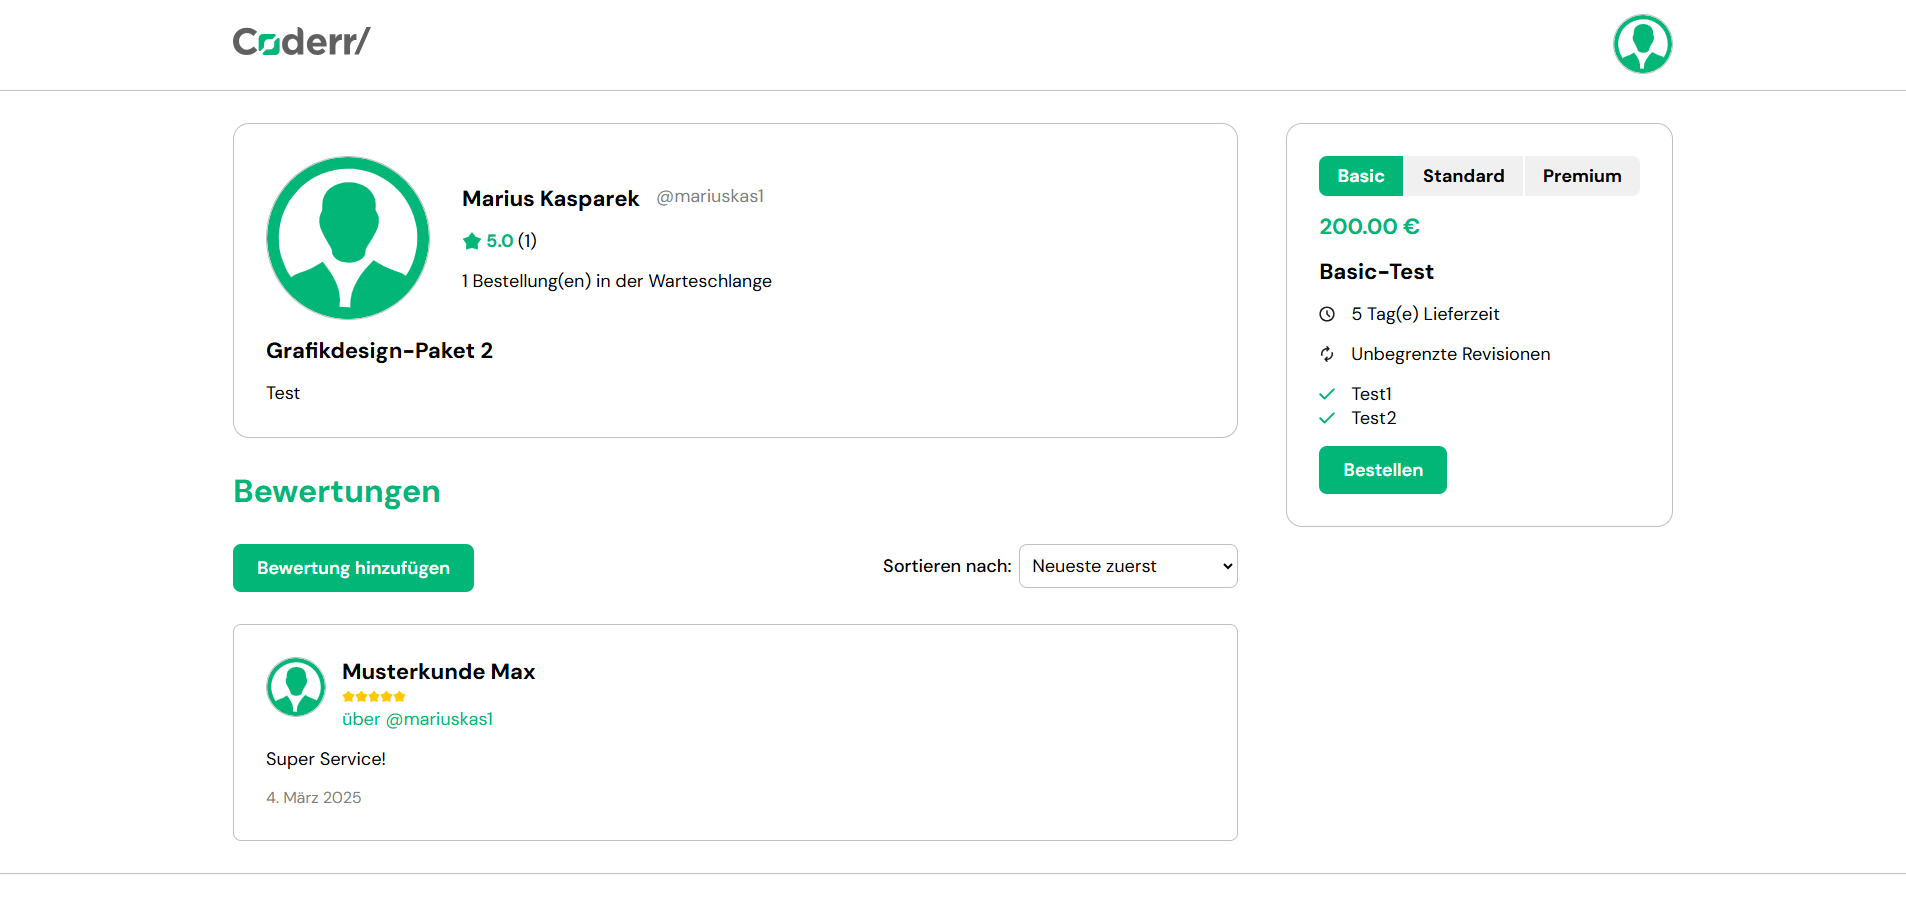 Coderr/
Marius Kasparek @mariuskas1
5.0 (1)
1 Bestellung(en) in der Warteschlange
Grafikdesign-Paket 2
Test
Basic Standard Premium
200.00 €
Basic-Test
5 Tag(e) Lieferzeit
Unbegrenzte Revisionen
Test1
Test2
Bestellen
Bewertungen
Bewertung hinzufügen
Sortieren nach: Neueste zuerst
Musterkunde Max
über @mariuskas1
Super Service!
4. März 2025